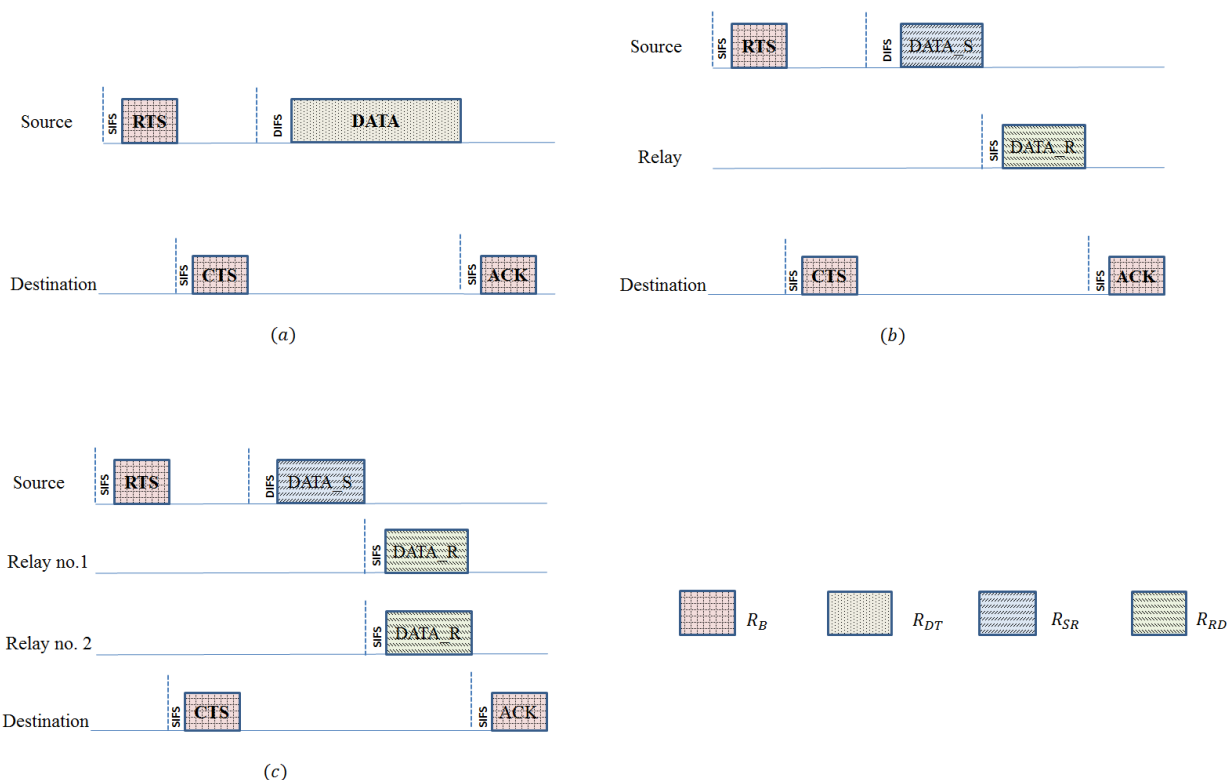 SIFS
RTS
DIFS
DATA
Source
SIFS
CTS
SIFS
ACK
Destination
(a)
SIFS
RTS
DIFS
DATA_S
Source
SIFS
DATA_R
Relay
SIFS
CTS
SIFS
ACK
Destination
(b)
SIFS
RTS
DIFS
DATA_S
Source
SIFS
DATA_R
Relay no.1
SIFS
DATA_R
Relay no. 2
SIFS
CTS
SIFS
ACK
Destination
(c)
R_B
R_DT
R_SR
R_RD